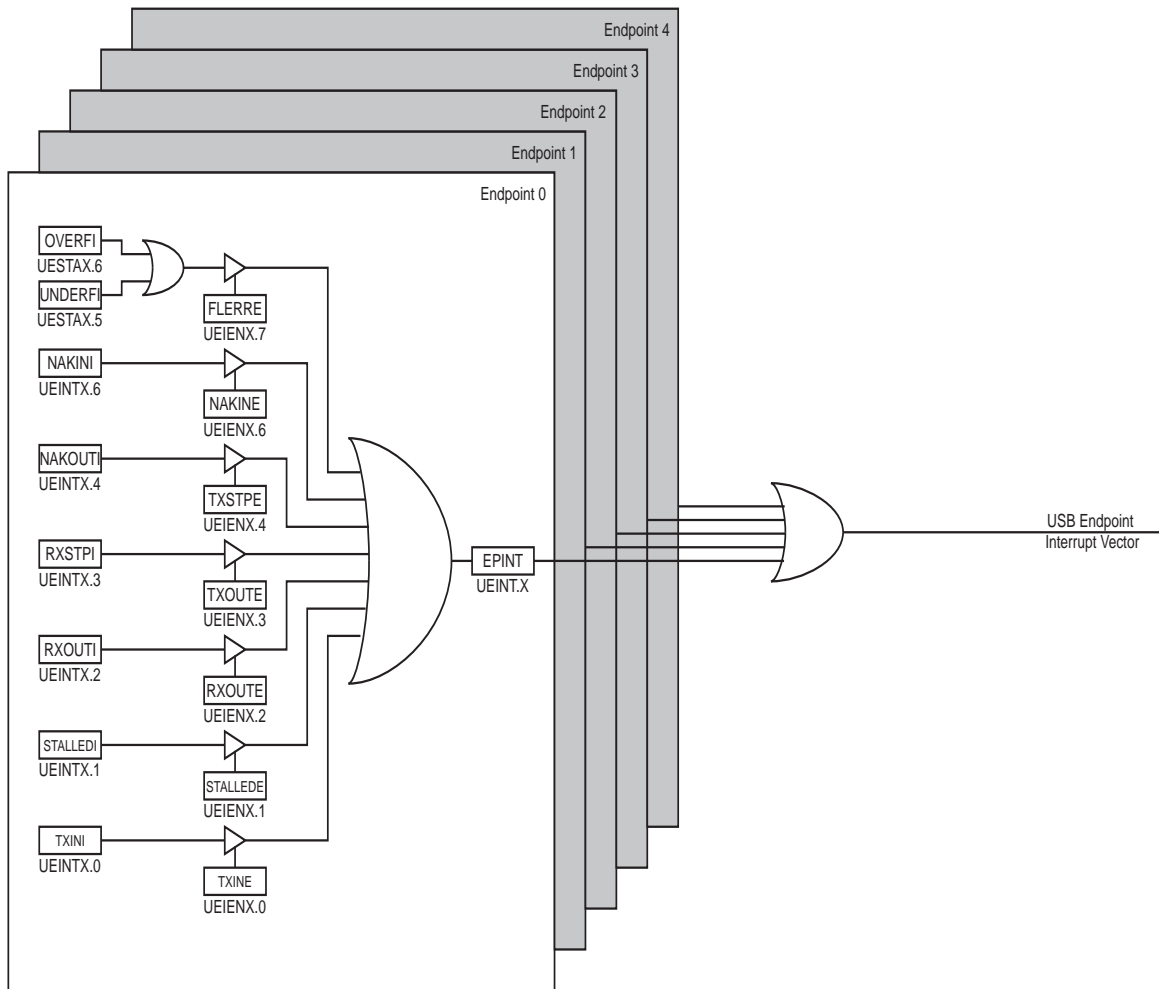 Endpoint 4
Endpoint 3
Endpoint 2
Endpoint 1
Endpoint 0
OVERFI
UESTAX.6
UNDERFI
UESTAX.5
FLERRE
UEIENX.7
NAKINI
UEINTX.6
NAKINE
UEIENX.6
NAKOUTI
UEINTX.4
TXSTPE
UEIENX.4
RXSTPI
UEINTX.3
TXOUTE
UEIENX.3
RXOUTI
UEINTX.2
RXOUTE
UEIENX.2
STALLEDI
UEINTX.1
STALLEDE
UEIENX.1
TXINI
UEINTX.0
TXINE
UEIENX.0
EPINT
UEINT.X
USB Endpoint
Interrupt Vector